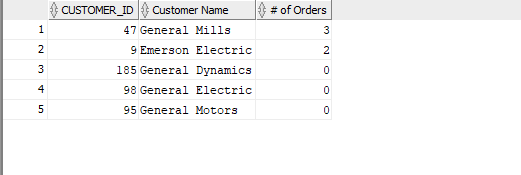 CUSTOMER_ID Customer Name # of Orders
1 47 General Mills 3
2 9 Emerson Electric 2
3 185 General Dynamics 0
4 98 General Electric 0
5 95 General Motors 0